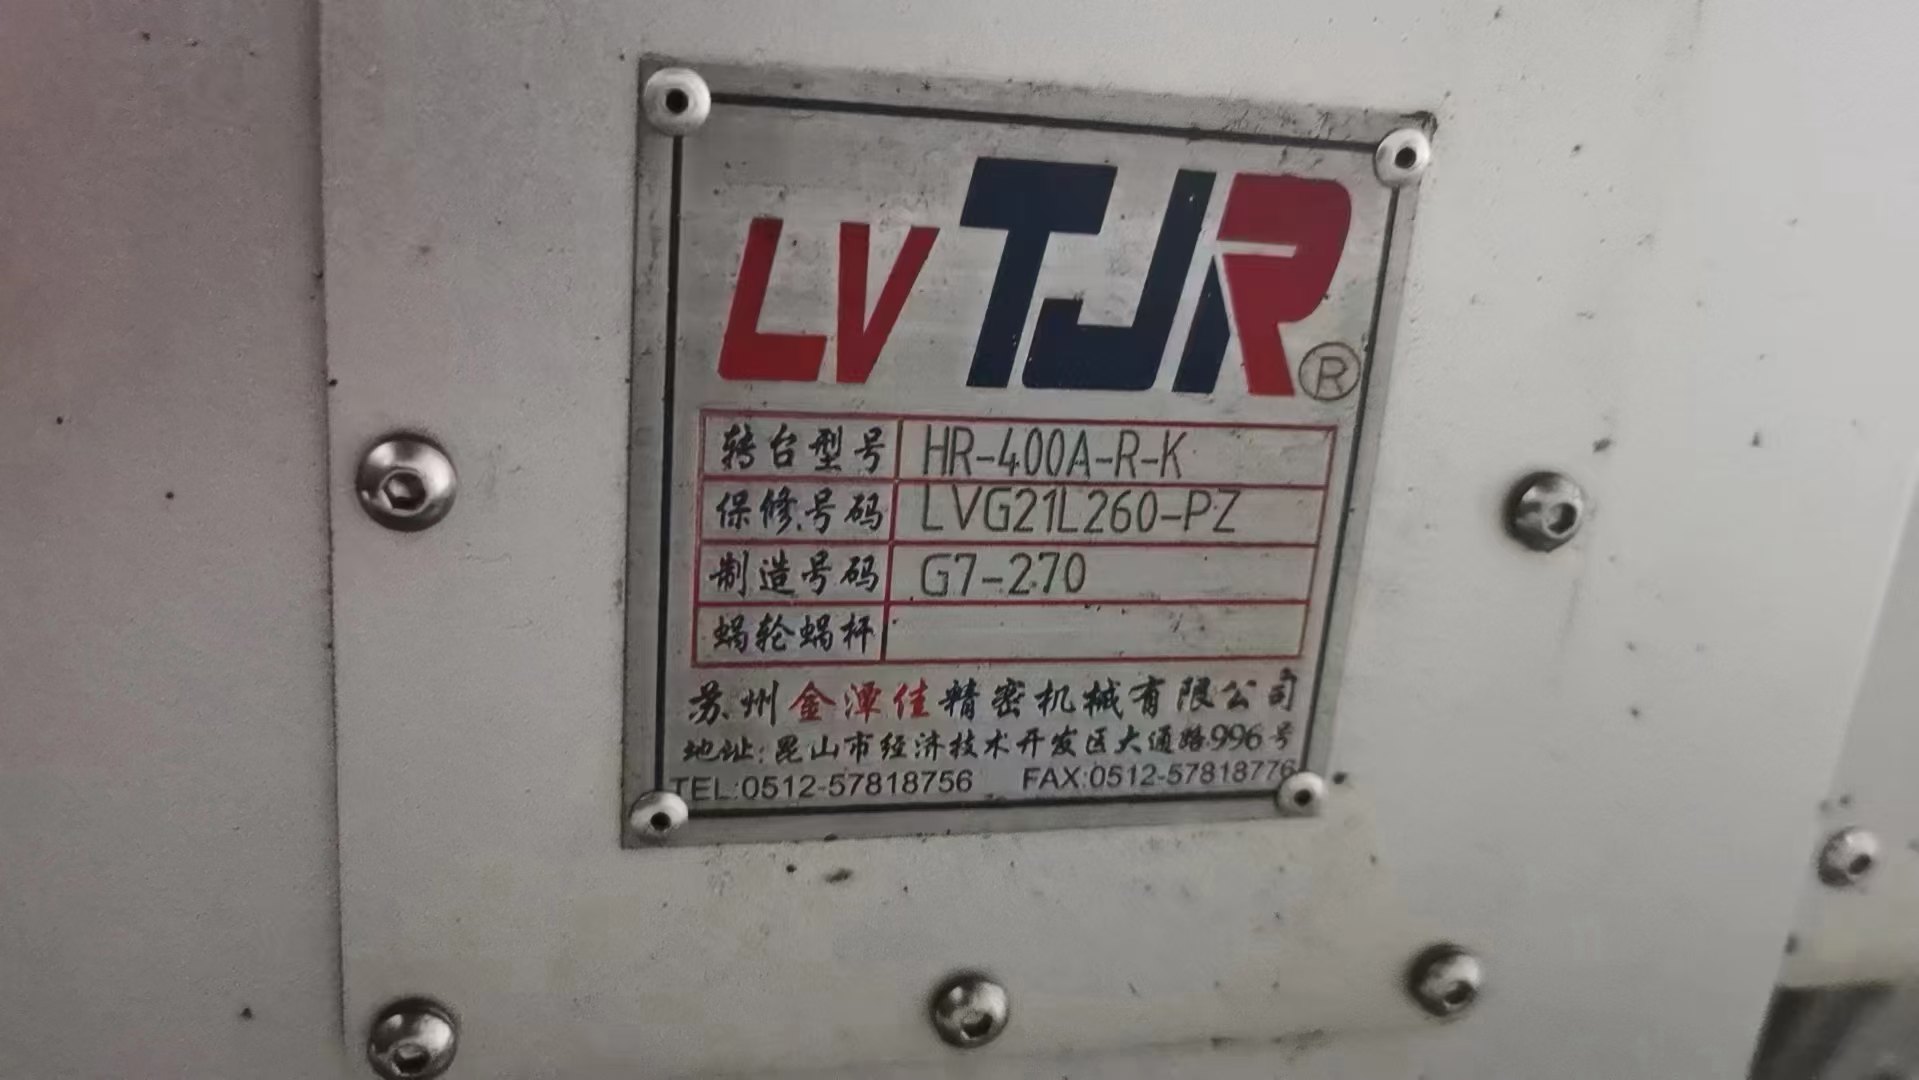 LV TJR ®
转台型号 HR-400A-R-K
保修号码 LVG21L260-PZ
制造号码 G7-270
蜗轮蜗杆
苏州金潭佳精密机械有限公司
地址:昆山市经济技术开发区大通路996号
TEL:0512-57818756 FAX:0512-57818776